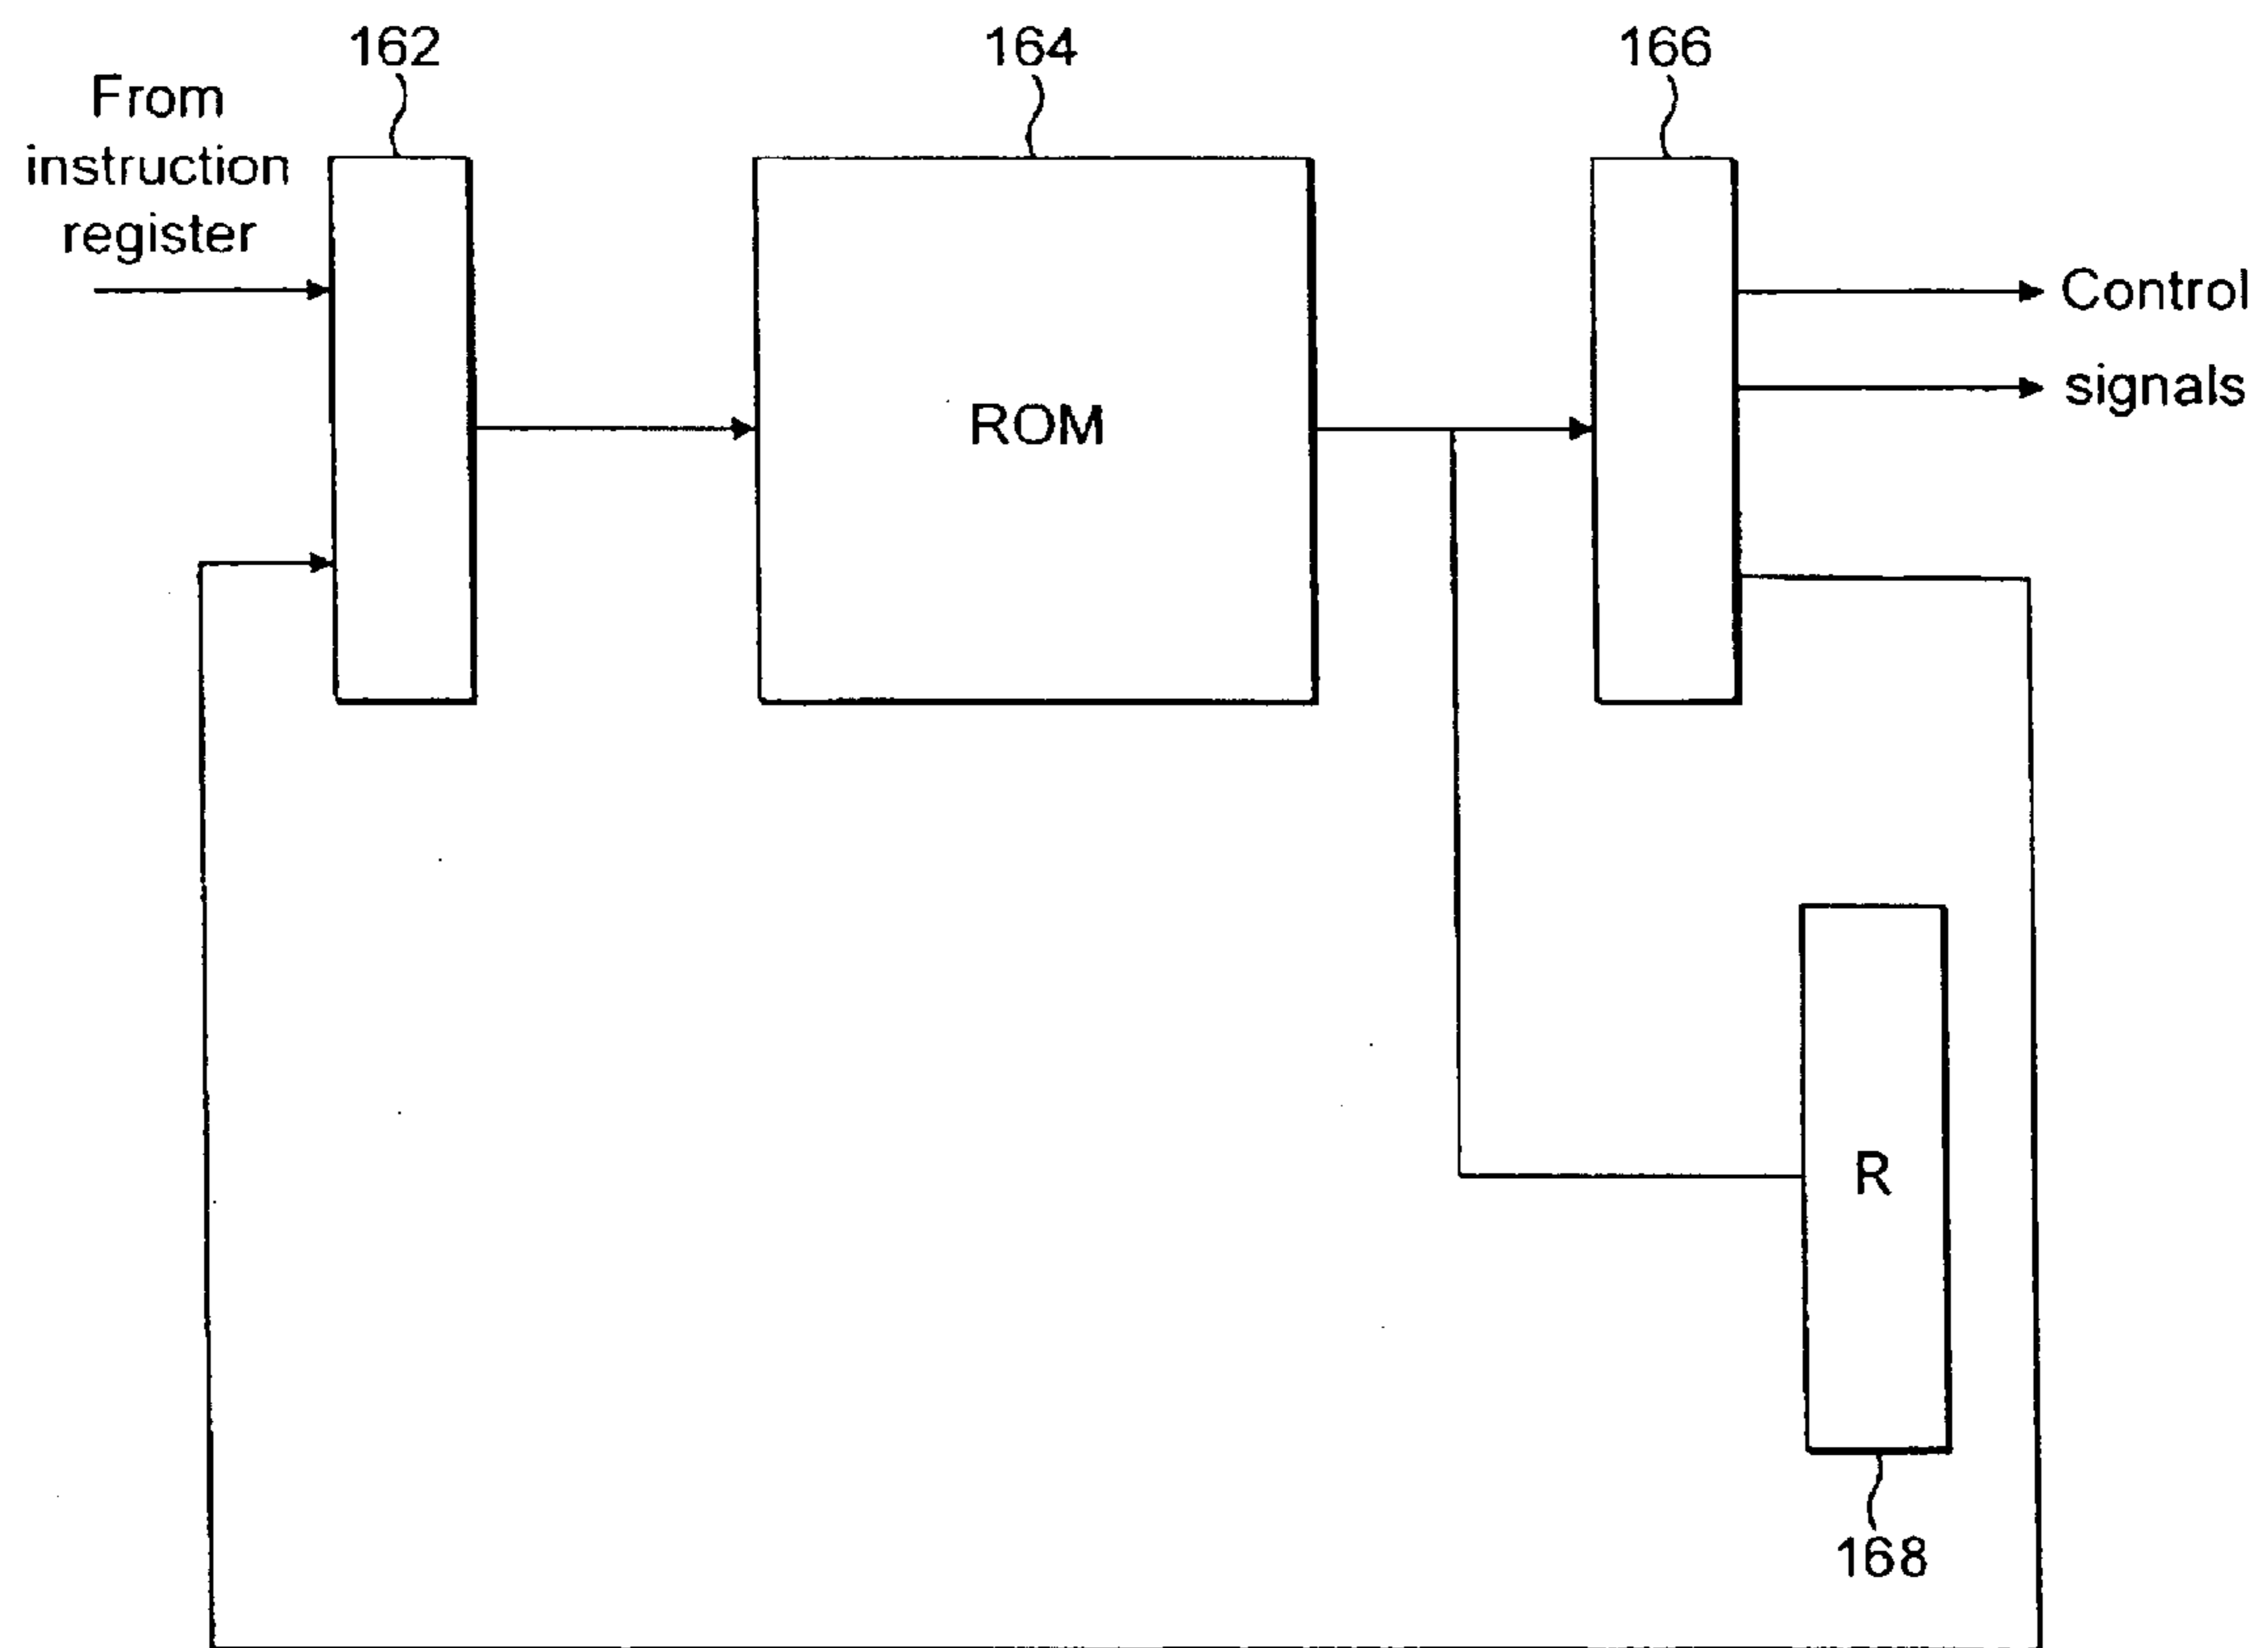 162
164
166
From
instruction
register
Control
signals
ROM
R
168